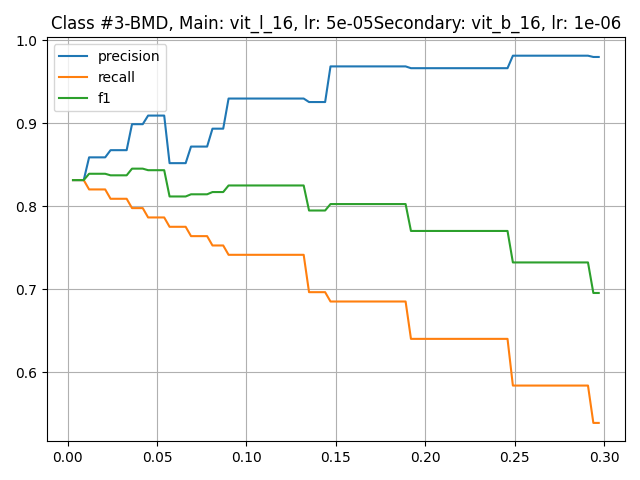 Class #3-BMD, Main: vit_l_16, lr: 5e-05Secondary: vit_b_16, lr: 1e-06
precision
recall
f1
1.0
0.9
0.8
0.7
0.6
0.00 0.05 0.10 0.15 0.20 0.25 0.30